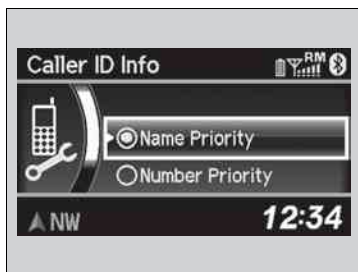 Caller ID Info
RM
Name Priority
Number Priority
NW
12:34